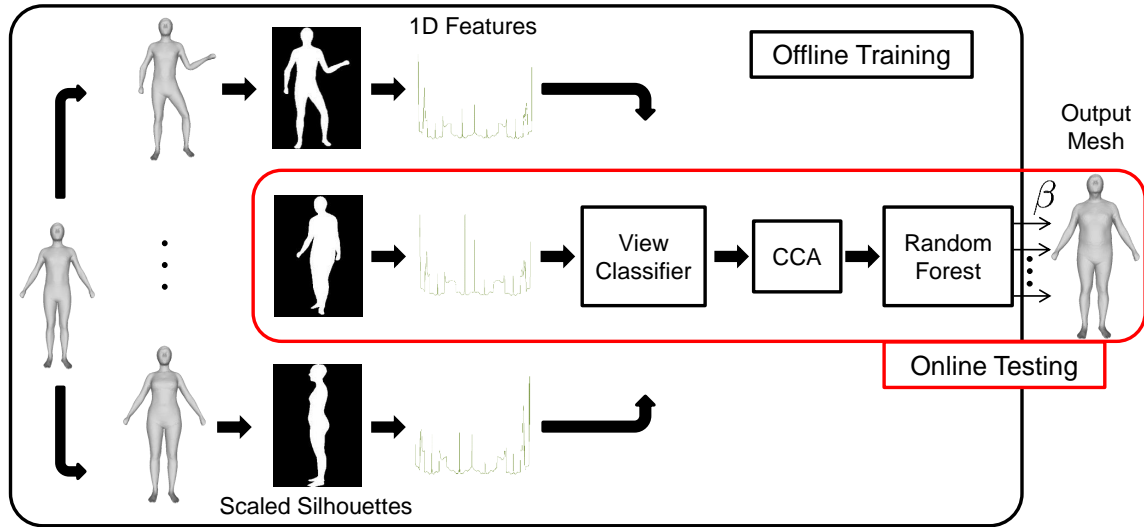 1D Features
Offline Training
Output
Mesh
β
View
Classifier
CCA
Random
Forest
Online Testing
Scaled Silhouettes